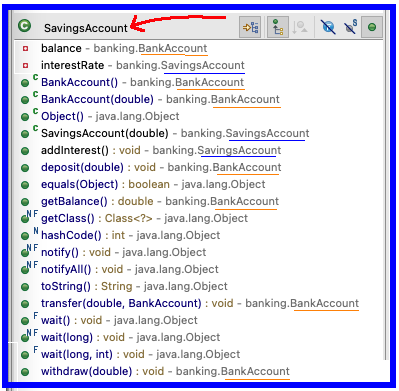 SavingsAccount
balance - banking.BankAccount
interestRate - banking.SavingsAccount
C BankAccount() - banking.BankAccount
C BankAccount(double) - banking.BankAccount
C Object() - java.lang.Object
C SavingsAccount(double) - banking.SavingsAccount
addInterest() : void - banking.SavingsAccount
deposit(double) : void - banking.BankAccount
equals(Object) : boolean - java.lang.Object
getBalance() : double - banking.BankAccount
NF getClass() : Class<?> - java.lang.Object
N hashCode() : int - java.lang.Object
NF notify() : void - java.lang.Object
NF notifyAll() : void - java.lang.Object
toString() : String - java.lang.Object
transfer(double, BankAccount) : void - banking.BankAccount
F wait() : void - java.lang.Object
NF wait(long) : void - java.lang.Object
F wait(long, int) : void - java.lang.Object
withdraw(double) : void - banking.BankAccount